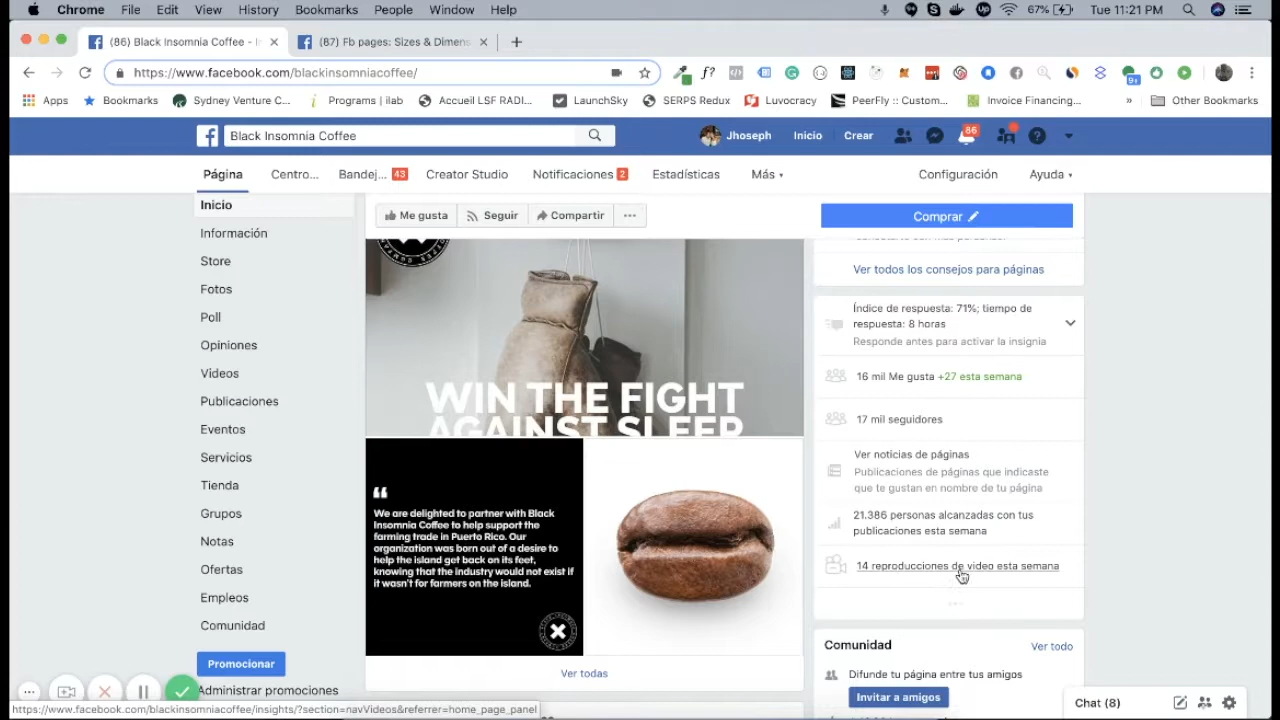 Chrome File Edit View History Bookmarks People Window Help 67% Tue 11:21 PM
(86) Black Insomnia Coffee - I (87) Fb pages: Sizes & Dimens
https://www.facebook.com/blackinsomniacoffee/
Apps Bookmarks Sydney Venture C... Programs | ilab Accueil LSF RADI... LaunchSky SERPS Redux Luvocracy PeerFly :: Custom... Invoice Financing... » Other Bookmarks
Black Insomnia Coffee Jhoseph Inicio Crear 86
Página Centro... Bandej... 43 Creator Studio Notificaciones 2 Estadísticas Más Configuración Ayuda
Inicio
Información
Store
Fotos
Poll
Opiniones
Videos
Publicaciones
Eventos
Servicios
Tienda
Grupos
Notas
Ofertas
Empleos
Comunidad
Promocionar
Administrar promociones
Me gusta Seguir Compartir ...
Comprar
WIN THE FIGHT
AGAINST SLEEP
We are delighted to partner with Black
Insomnia Coffee to help support the
farming trade in Puerto Rico. Our
organization was born out of a desire to
help the island get back on its feet,
knowing that the industry would not exist if
it wasn't for farmers on the island.
Ver todas
Ver todos los consejos para páginas
Índice de respuesta: 71%; tiempo de
respuesta: 8 horas
Responde antes para activar la insignia
16 mil Me gusta +27 esta semana
17 mil seguidores
Ver noticias de páginas
Publicaciones de páginas que indicaste
que te gustan en nombre de tu página
21.386 personas alcanzadas con tus
publicaciones esta semana
14 reproducciones de video esta semana
...
Comunidad Ver todo
Difunde tu página entre tus amigos
Invitar a amigos
Chat (8)
https://www.facebook.com/blackinsomniacoffee/insights/?section=navVideos&referrer=home_page_panel